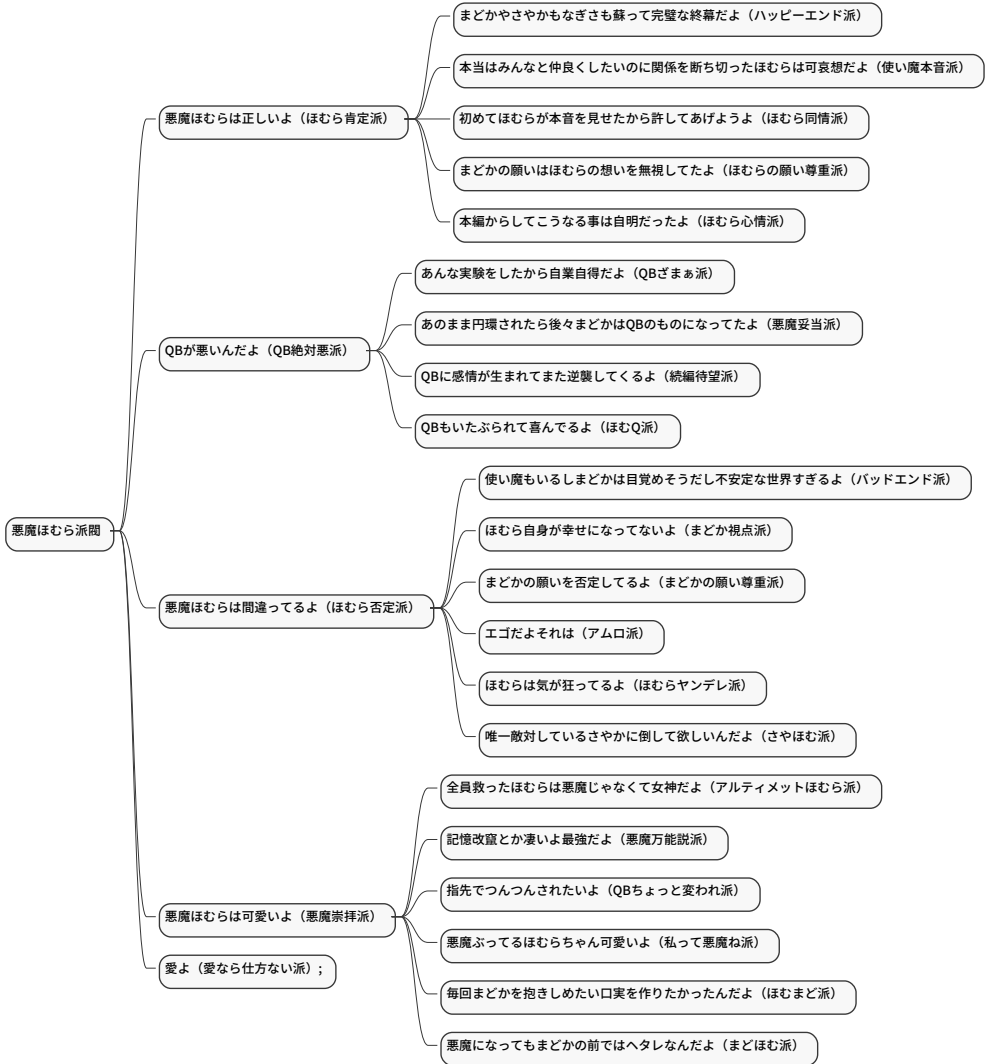 悪魔ほむら派閥
悪魔ほむらは正しいよ（ほむら肯定派）
まどかやさやかもなぎさも蘇って完璧な終幕だよ（ハッピーエンド派）
本当はみんなと仲良くしたいのに関係を断ち切ったほむらは可哀想だよ（使い魔本音派）
初めてほむらが本音を見せたから許してあげようよ（ほむら同情派）
まどかの願いはほむらの想いを無視してたよ（ほむらの願い尊重派）
本編からしてこうなる事は自明だったよ（ほむら心情派）
QBが悪いんだよ（QB絶対悪派）
あんな実験をしたから自業自得だよ（QBざまぁ派）
あのまま円環されたら後々まどかはQBのものになってたよ（悪魔妥当派）
QBに感情が生まれてまた逆襲してくるよ（続編待望派）
QBもいたぶられて喜んでるよ（ほむQ派）
悪魔ほむらは間違ってるよ（ほむら否定派）
使い魔もいるしまどかは目覚めそうだし不安定な世界すぎるよ（バッドエンド派）
ほむら自身が幸せになってないよ（まどか視点派）
まどかの願いを否定してるよ（まどかの願い尊重派）
エゴだよそれは（アムロ派）
ほむらは気が狂ってるよ（ほむらヤンデレ派）
唯一敵対しているさやかに倒して欲しいんだよ（さやほむ派）
悪魔ほむらは可愛いよ（悪魔崇拝派）
全員救ったほむらは悪魔じゃなくて女神だよ（アルティメットほむら派）
記憶改竄とか凄いよ最強だよ（悪魔万能説派）
指先でつんつんされたいよ（QBちょっと変われ派）
悪魔ぶってるほむらちゃん可愛いよ（私って悪魔ね派）
毎回まどかを抱きしめたい口実を作りたかったんだよ（ほむまど派）
悪魔になってもまどかの前ではヘタレなんだよ（まどほむ派）
愛よ（愛なら仕方ない派）;